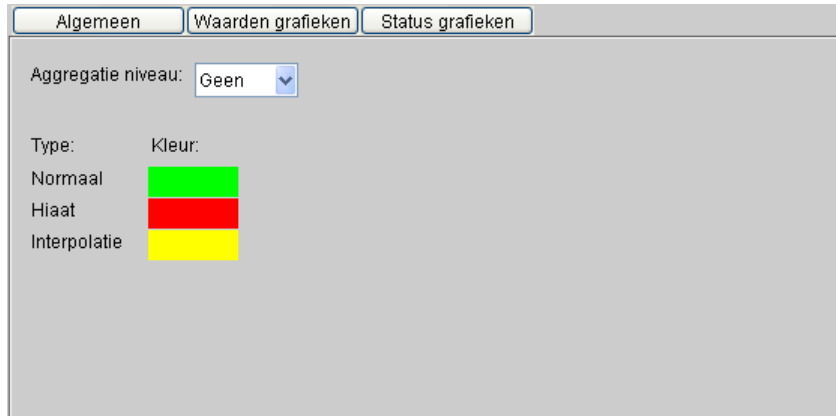 Algemeen Waarden grafieken Status grafieken
Aggregatie niveau: Geen
Type: Kleur:
Normaal
Hiaat
Interpolatie